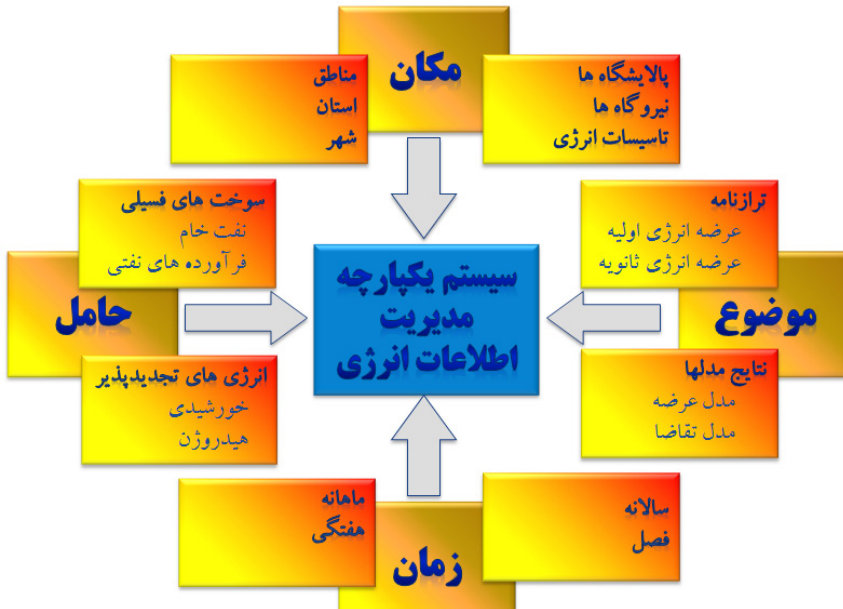 مکان
پالایشگاه ها
نیروگاه ها
تاسیسات انرژی
مناطق
استان
شهر
ترازنامه
عرضه انرژی اولیه
عرضه انرژی ثانویه
موضوع
نتایج مدلها
مدل عرضه
مدل تقاضا
سیستم یکپارچه
مدیریت
اطلاعات انرژی
سوخت های فسیلی
نفت خام
فرآورده های نفتی
حامل
انرژی های تجدیدپذیر
خورشیدی
هیدروژن
سالانه
فصل
ماهانه
هفتگی
زمان